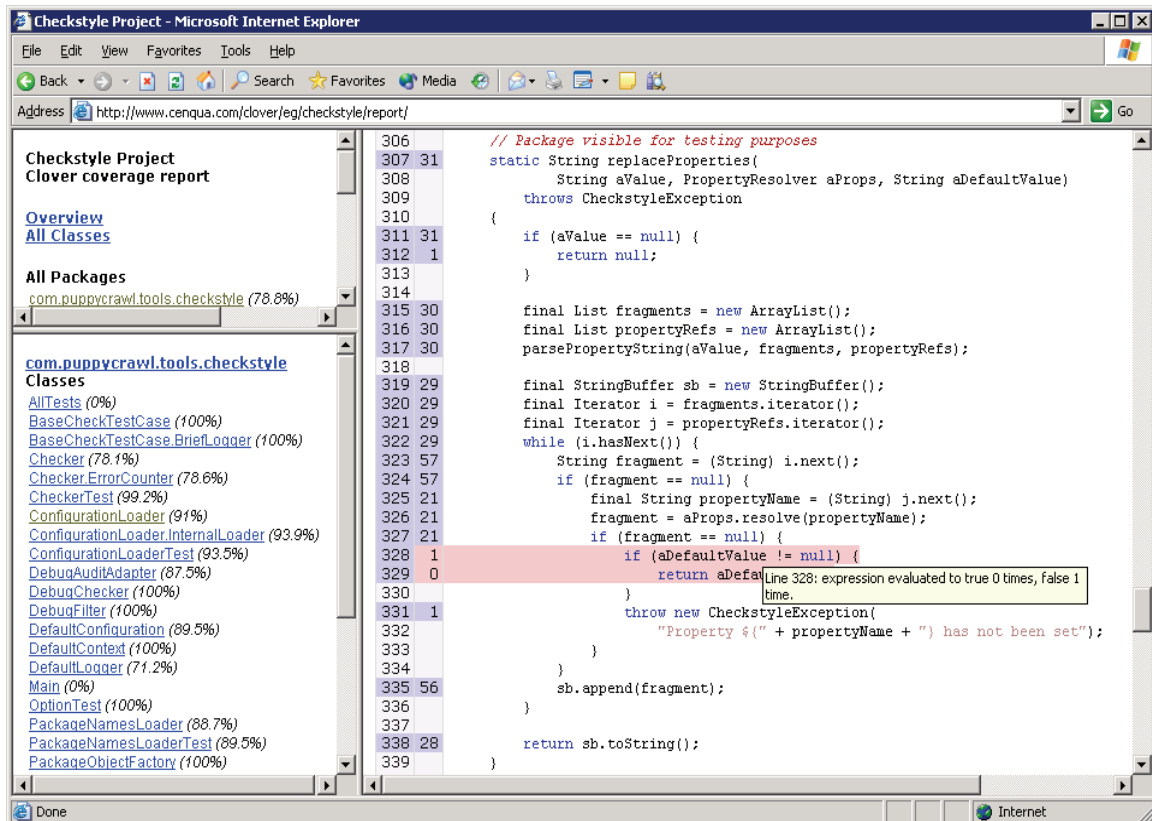 Checkstyle Project - Microsoft Internet Explorer
File Edit View Favorites Tools Help
Back Search Favorites Media
Address http://www.cenqua.com/clover/eg/checkstyle/report/ Go
Checkstyle Project
Clover coverage report
Overview
All Classes
All Packages
com.puppycrawl.tools.checkstyle (78.8%)
com.puppycrawl.tools.checkstyle
Classes
AllTests (0%)
BaseCheckTestCase (100%)
BaseCheckTestCase.BriefLogger (100%)
Checker (78.1%)
Checker.ErrorCounter (78.6%)
CheckerTest (99.2%)
ConfigurationLoader (91%)
ConfigurationLoader.InternalLoader (93.9%)
ConfigurationLoaderTest (93.5%)
DebugAuditAdapter (87.5%)
DebugChecker (100%)
DebugFilter (100%)
DefaultConfiguration (89.5%)
DefaultContext (100%)
DefaultLogger (71.2%)
Main (0%)
OptionTest (100%)
PackageNamesLoader (88.7%)
PackageNamesLoaderTest (89.5%)
PackageObjectFactory (100%)
306 // Package visible for testing purposes
307 31 static String replaceProperties(
308 String aValue, PropertyResolver aProps, String aDefaultValue)
309 throws CheckstyleException
310 {
311 31 if (aValue == null) {
312 1 return null;
313 }
314
315 30 final List fragments = new ArrayList();
316 30 final List propertyRefs = new ArrayList();
317 30 parsePropertyString(aValue, fragments, propertyRefs);
318
319 29 final StringBuffer sb = new StringBuffer();
320 29 final Iterator i = fragments.iterator();
321 29 final Iterator j = propertyRefs.iterator();
322 29 while (i.hasNext()) {
323 57 String fragment = (String) i.next();
324 57 if (fragment == null) {
325 21 final String propertyName = (String) j.next();
326 21 fragment = aProps.resolve(propertyName);
327 21 if (fragment == null) {
328 1 if (aDefaultValue != null) {
329 0 return aDefau
Line 328: expression evaluated to true 0 times, false 1
time.
330 }
331 1 throw new CheckstyleException(
332 "Property ${" + propertyName + "} has not been set");
333 }
334 }
335 56 sb.append(fragment);
336 }
337
338 28 return sb.toString();
339 }
Done Internet